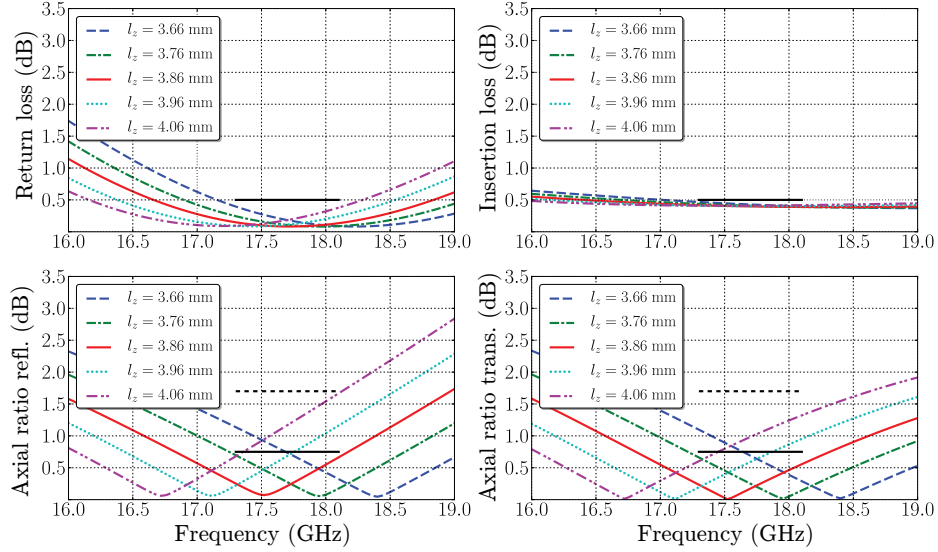 Return loss (dB)
3.5
3.0
2.5
2.0
1.5
1.0
0.5
l_z = 3.66 mm
l_z = 3.76 mm
l_z = 3.86 mm
l_z = 3.96 mm
l_z = 4.06 mm
16.0 16.5 17.0 17.5 18.0 18.5 19.0
Insertion loss (dB)
3.5
3.0
2.5
2.0
1.5
1.0
0.5
l_z = 3.66 mm
l_z = 3.76 mm
l_z = 3.86 mm
l_z = 3.96 mm
l_z = 4.06 mm
16.0 16.5 17.0 17.5 18.0 18.5 19.0
Axial ratio refl. (dB)
3.5
3.0
2.5
2.0
1.5
1.0
0.5
l_z = 3.66 mm
l_z = 3.76 mm
l_z = 3.86 mm
l_z = 3.96 mm
l_z = 4.06 mm
16.0 16.5 17.0 17.5 18.0 18.5 19.0
Frequency (GHz)
Axial ratio trans. (dB)
3.5
3.0
2.5
2.0
1.5
1.0
0.5
l_z = 3.66 mm
l_z = 3.76 mm
l_z = 3.86 mm
l_z = 3.96 mm
l_z = 4.06 mm
16.0 16.5 17.0 17.5 18.0 18.5 19.0
Frequency (GHz)